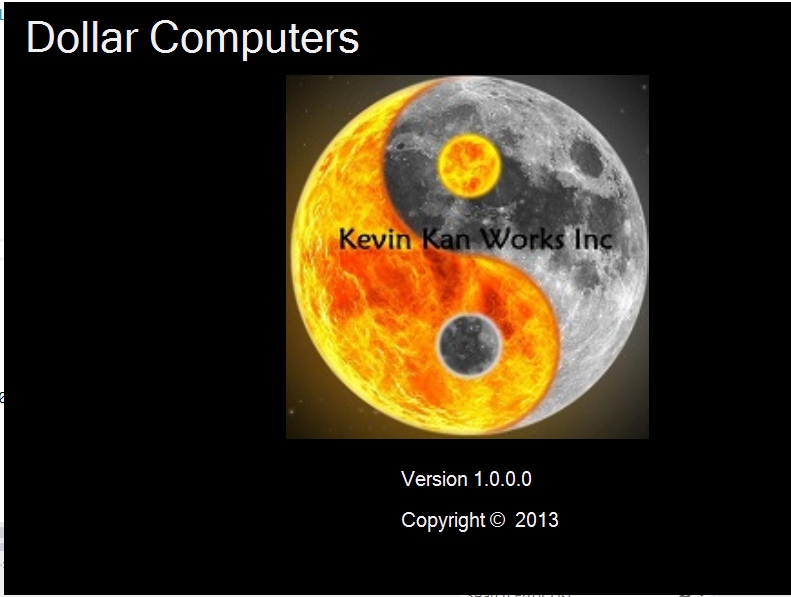 Dollar Computers
Kevin Kan Works Inc
Version 1.0.0.0
Copyright © 2013